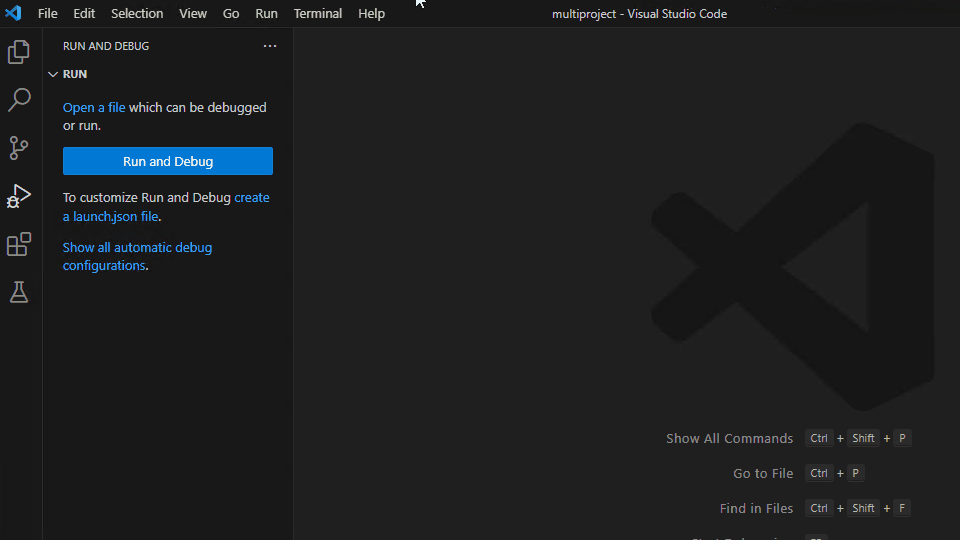 File Edit Selection View Go Run Terminal Help
multiproject - Visual Studio Code
RUN AND DEBUG
RUN
Open a file which can be debugged
or run.
Run and Debug
To customize Run and Debug create
a launch.json file.
Show all automatic debug
configurations.
Show All Commands Ctrl + Shift + P
Go to File Ctrl + P
Find in Files Ctrl + Shift + F